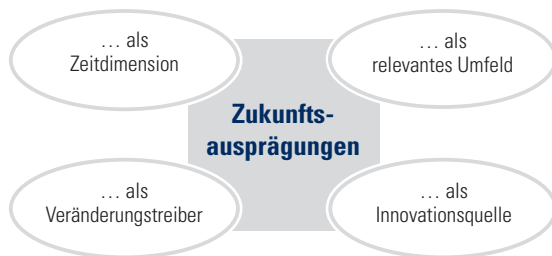 … als
Zeitdimension
… als
relevantes Umfeld
Zukunfts-
ausprägungen
… als
Veränderungstreiber
… als
Innovationsquelle